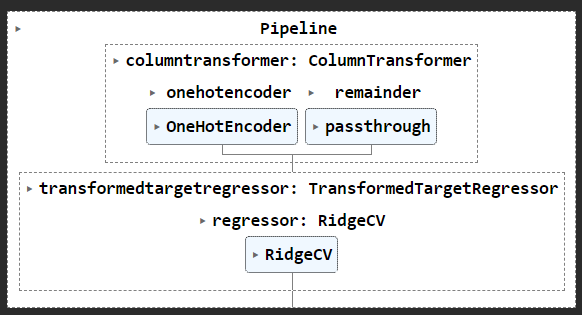 Pipeline
columntransformer: ColumnTransformer
onehotencoder remainder
OneHotEncoder passthrough
transformedtargetregressor: TransformedTargetRegressor
regressor: RidgeCV
RidgeCV